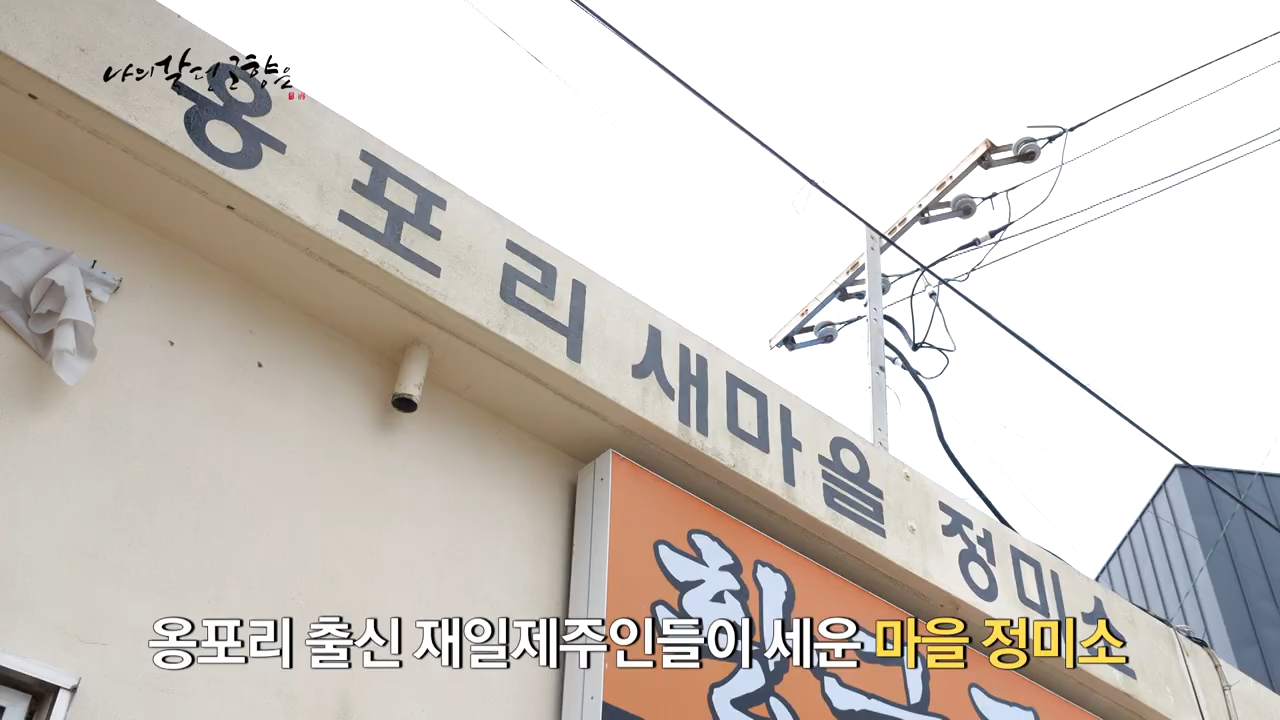 나의 살던 고향은
옹포리 새마을 정미소
옹포리 출신 재일제주인들이 세운 마을 정미소